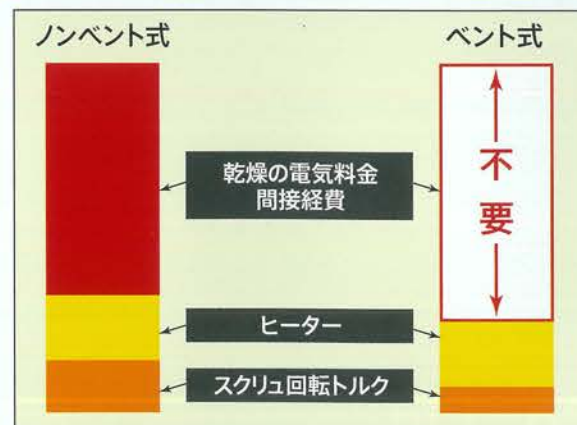 ノンベント式
ベント式
乾燥の電気料金
間接経費
不要
ヒーター
スクリュ回転トルク